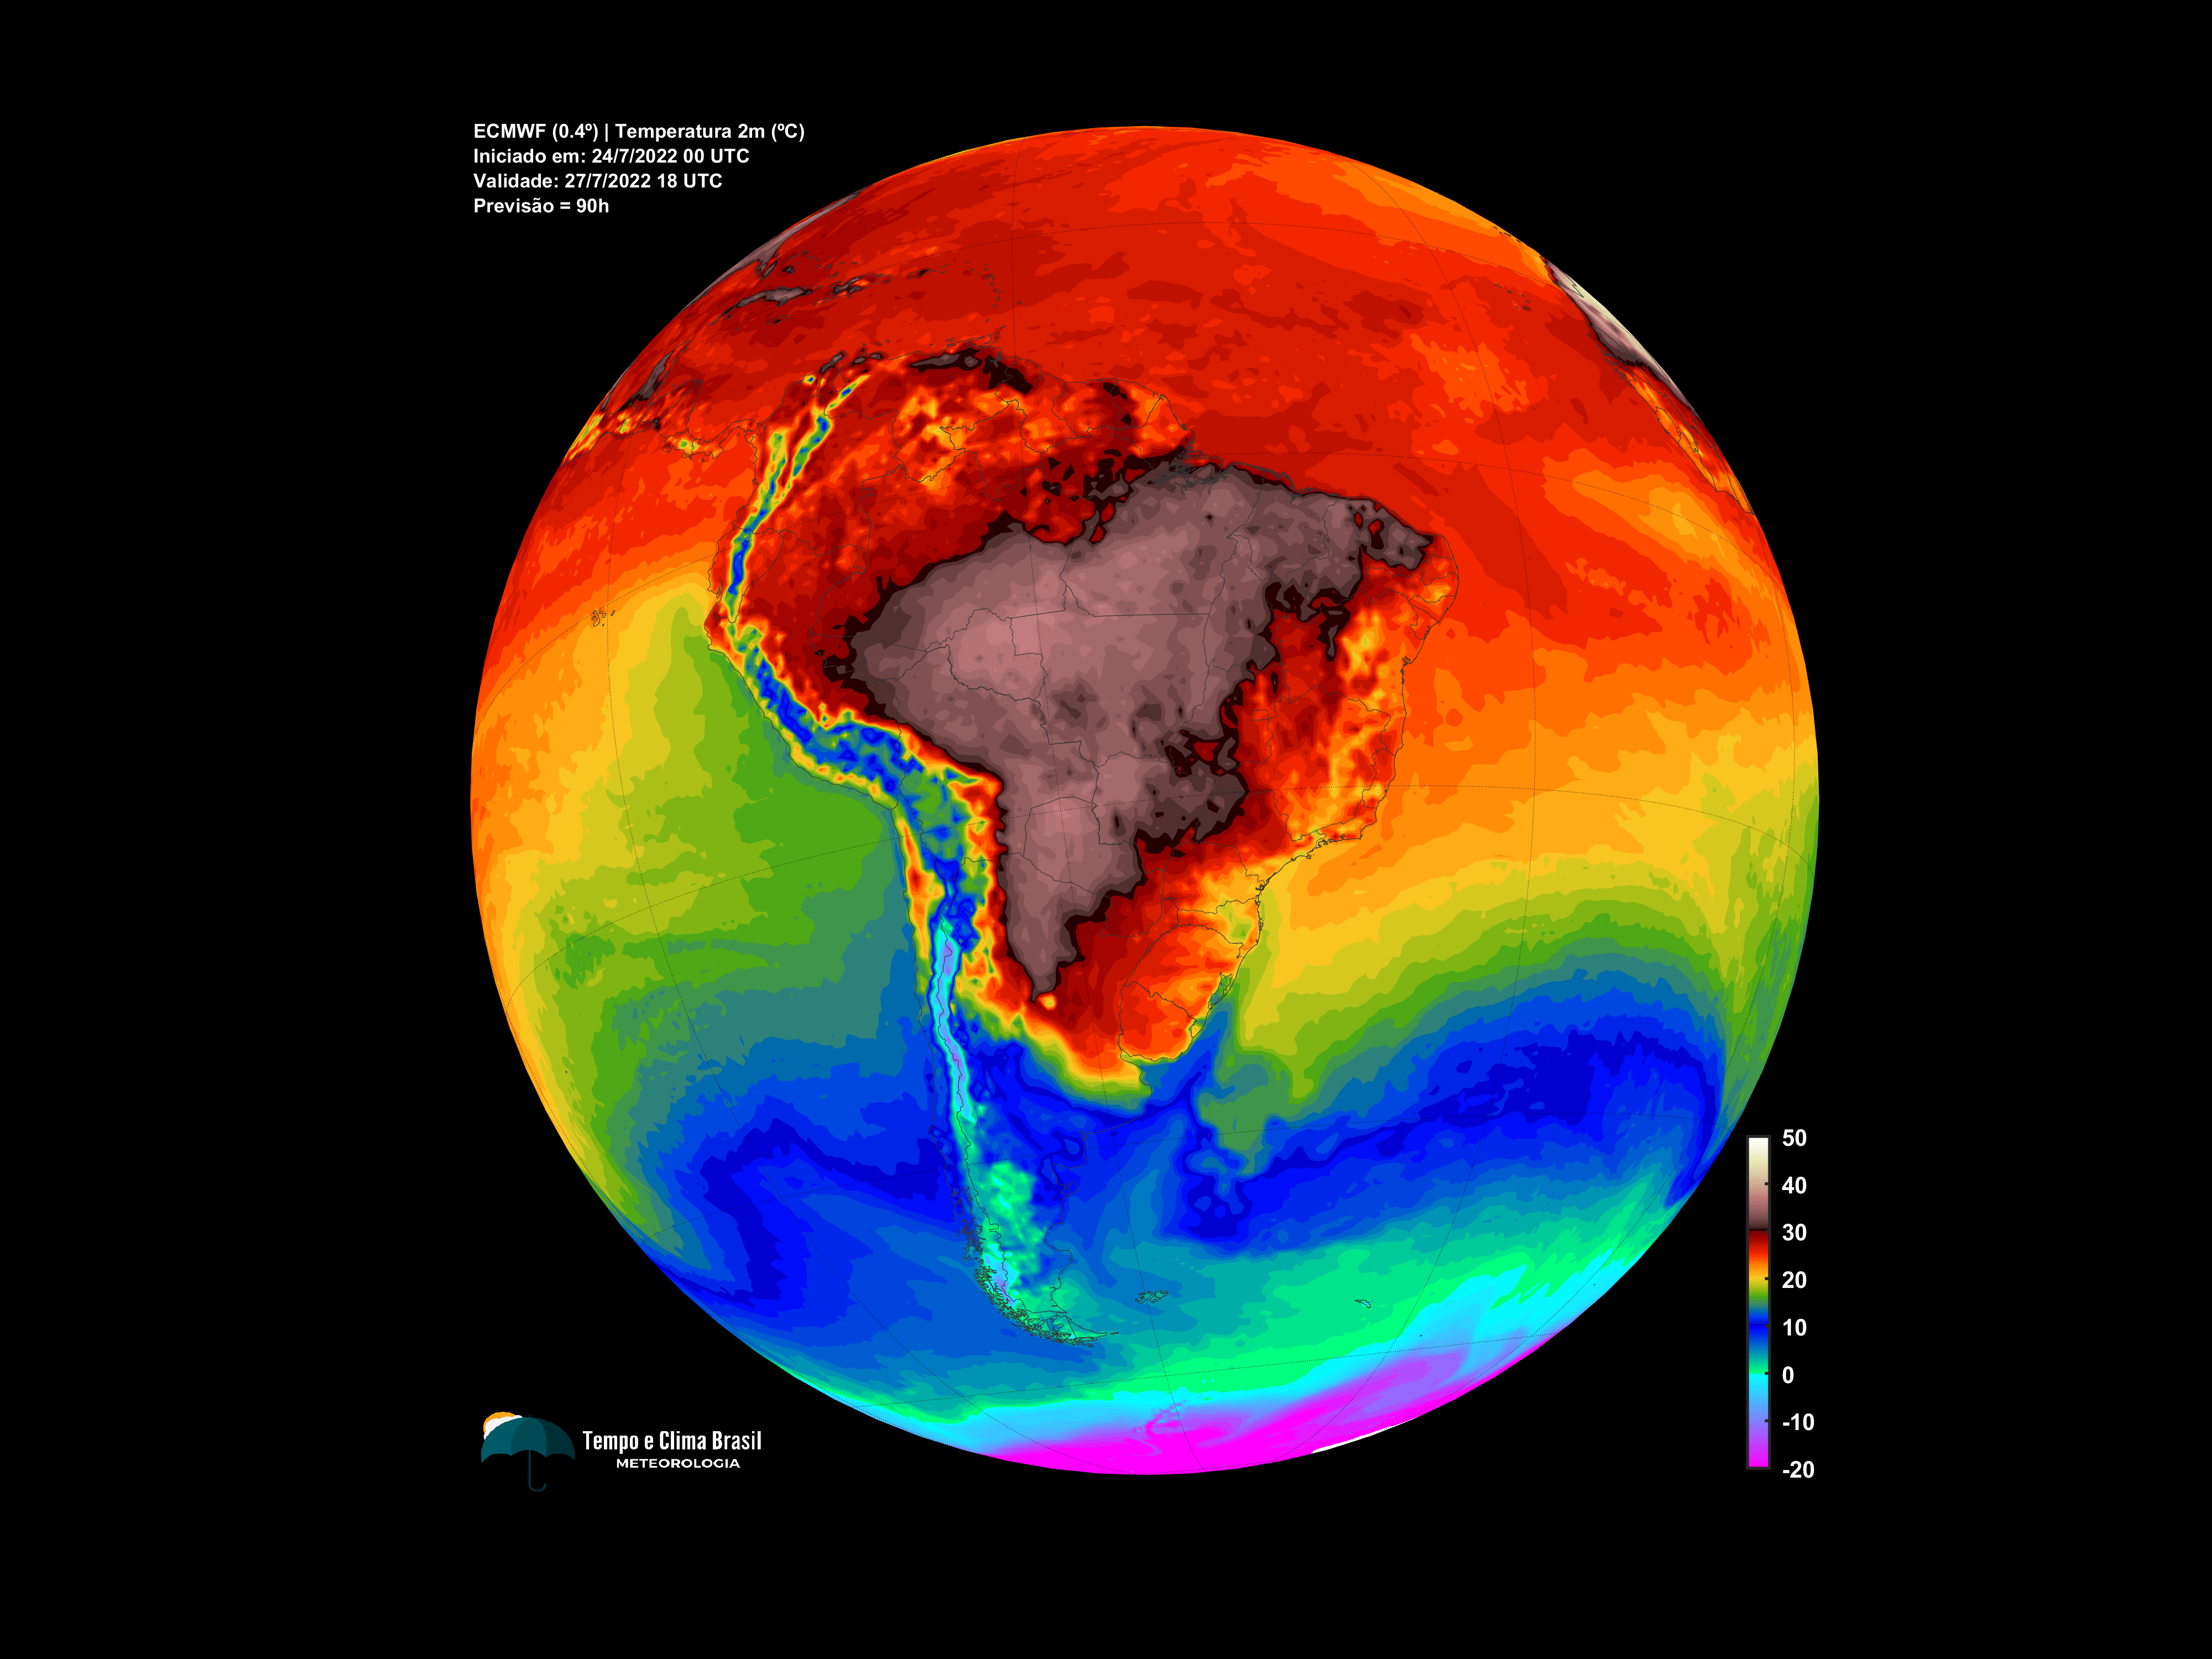 ECMWF (0.4º) | Temperatura 2m (ºC)
Iniciado em: 24/7/2022 00 UTC
Validade: 27/7/2022 18 UTC
Previsão = 90h
50
40
30
20
10
0
-10
-20
Tempo e Clima Brasil
METEOROLOGIA